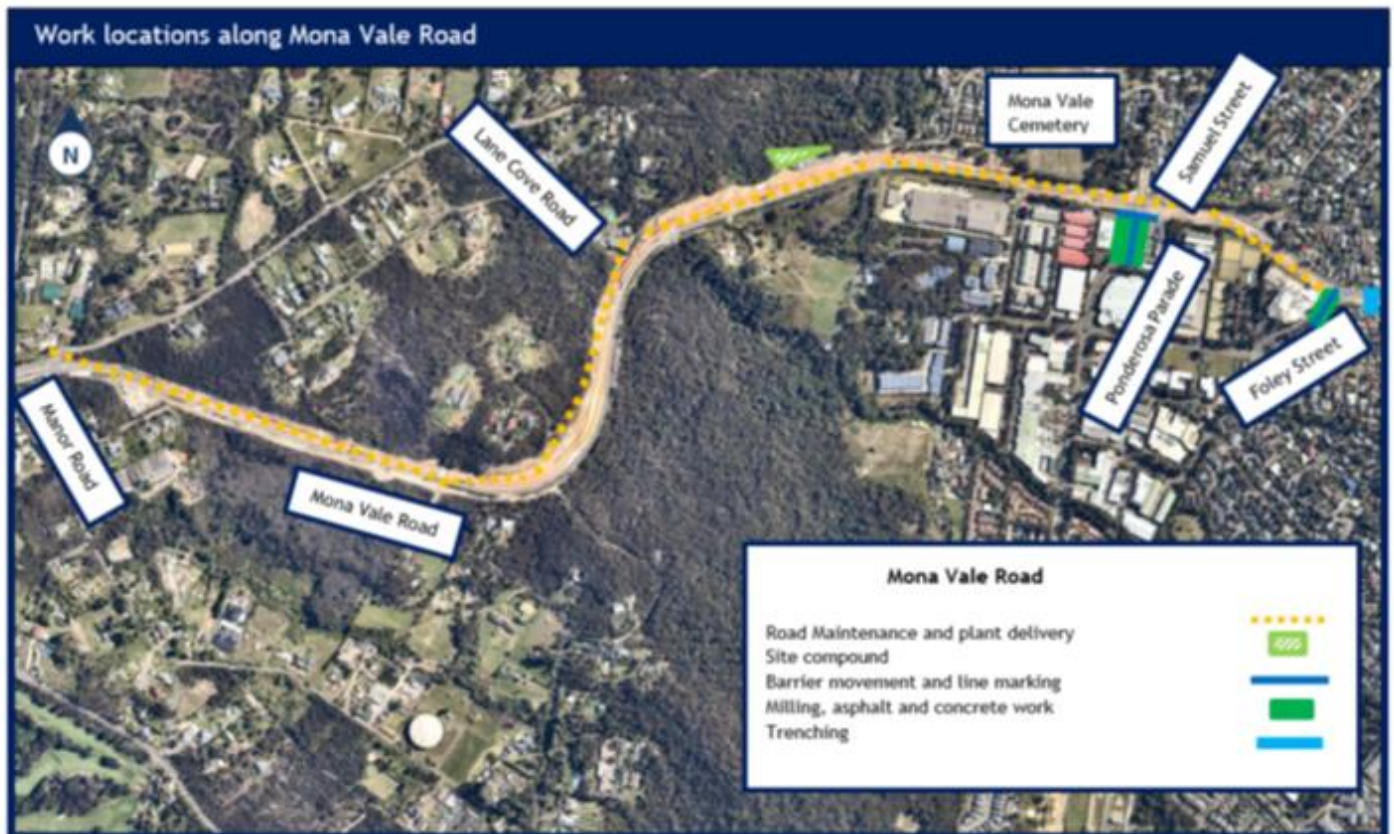 Work locations along Mona Vale Road
N
Lane Cove Road
Mona Vale
Cemetery
Samuel Street
Manor Road
Mona Vale Road
Ponderosa Parade
Foley Street
Mona Vale Road
Road Maintenance and plant delivery
Site compound
Barrier movement and line marking
Milling, asphalt and concrete work
Trenching